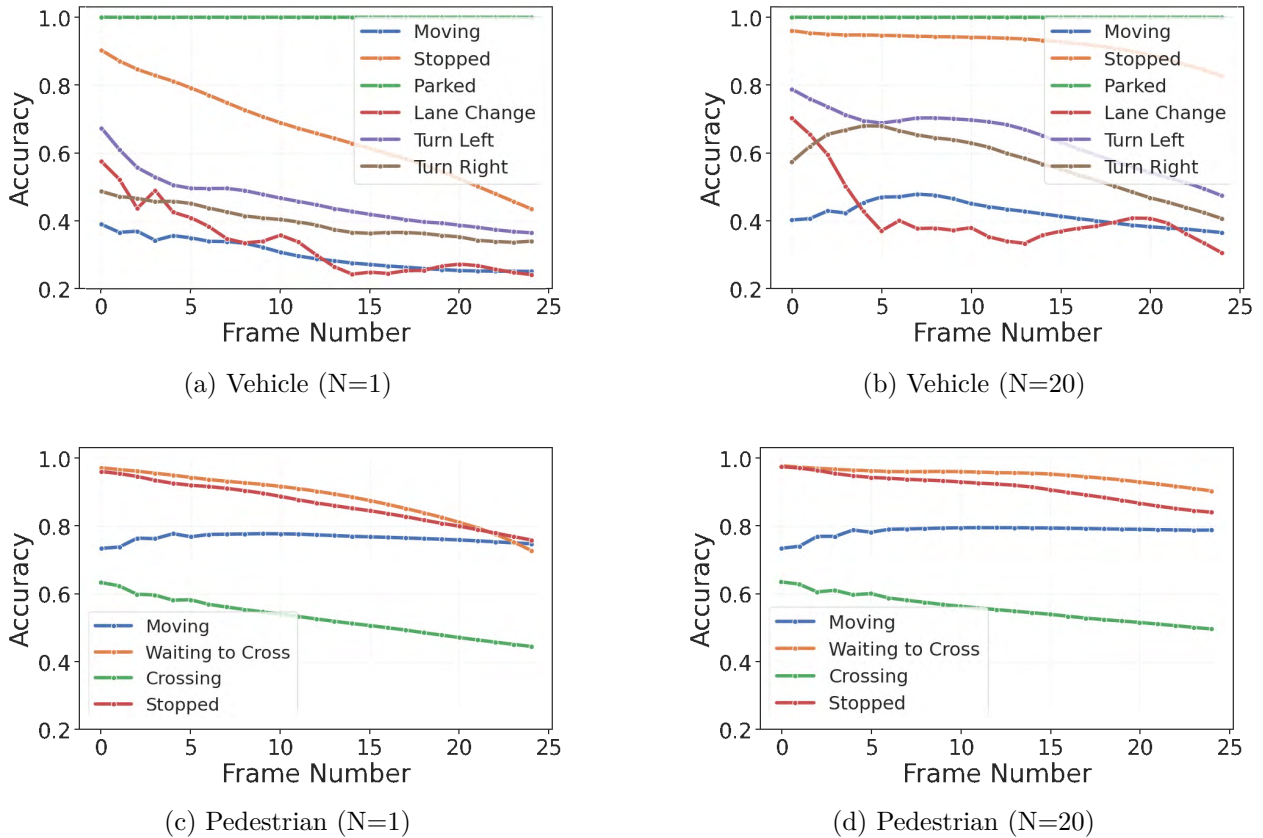 1.0
0.8
0.6
0.4
0.2
Accuracy
0
5
10
15
20
25
Frame Number
Moving
Stopped
Parked
Lane Change
Turn Left
Turn Right
(a) Vehicle (N=1)
1.0
0.8
0.6
0.4
0.2
Accuracy
0
5
10
15
20
25
Frame Number
Moving
Stopped
Parked
Lane Change
Turn Left
Turn Right
(b) Vehicle (N=20)
1.0
0.8
0.6
0.4
0.2
Accuracy
0
5
10
15
20
25
Frame Number
Moving
Waiting to Cross
Crossing
Stopped
(c) Pedestrian (N=1)
1.0
0.8
0.6
0.4
0.2
Accuracy
0
5
10
15
20
25
Frame Number
Moving
Waiting to Cross
Crossing
Stopped
(d) Pedestrian (N=20)